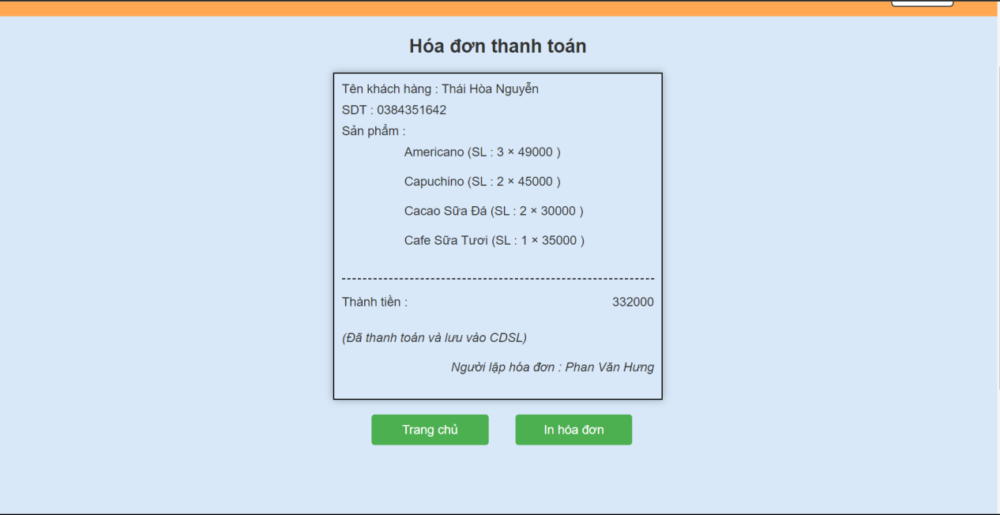 Hóa đơn thanh toán
Tên khách hàng : Thái Hòa Nguyễn
SDT : 0384351642
Sản phẩm :
Americano (SL : 3 × 49000 )
Capuchino (SL : 2 × 45000 )
Cacao Sữa Đá (SL : 2 × 30000 )
Cafe Sữa Tươi (SL : 1 × 35000 )
Thành tiền : 332000
(Đã thanh toán và lưu vào CDSL)
Người lập hóa đơn : Phan Văn Hưng
Trang chủ In hóa đơn